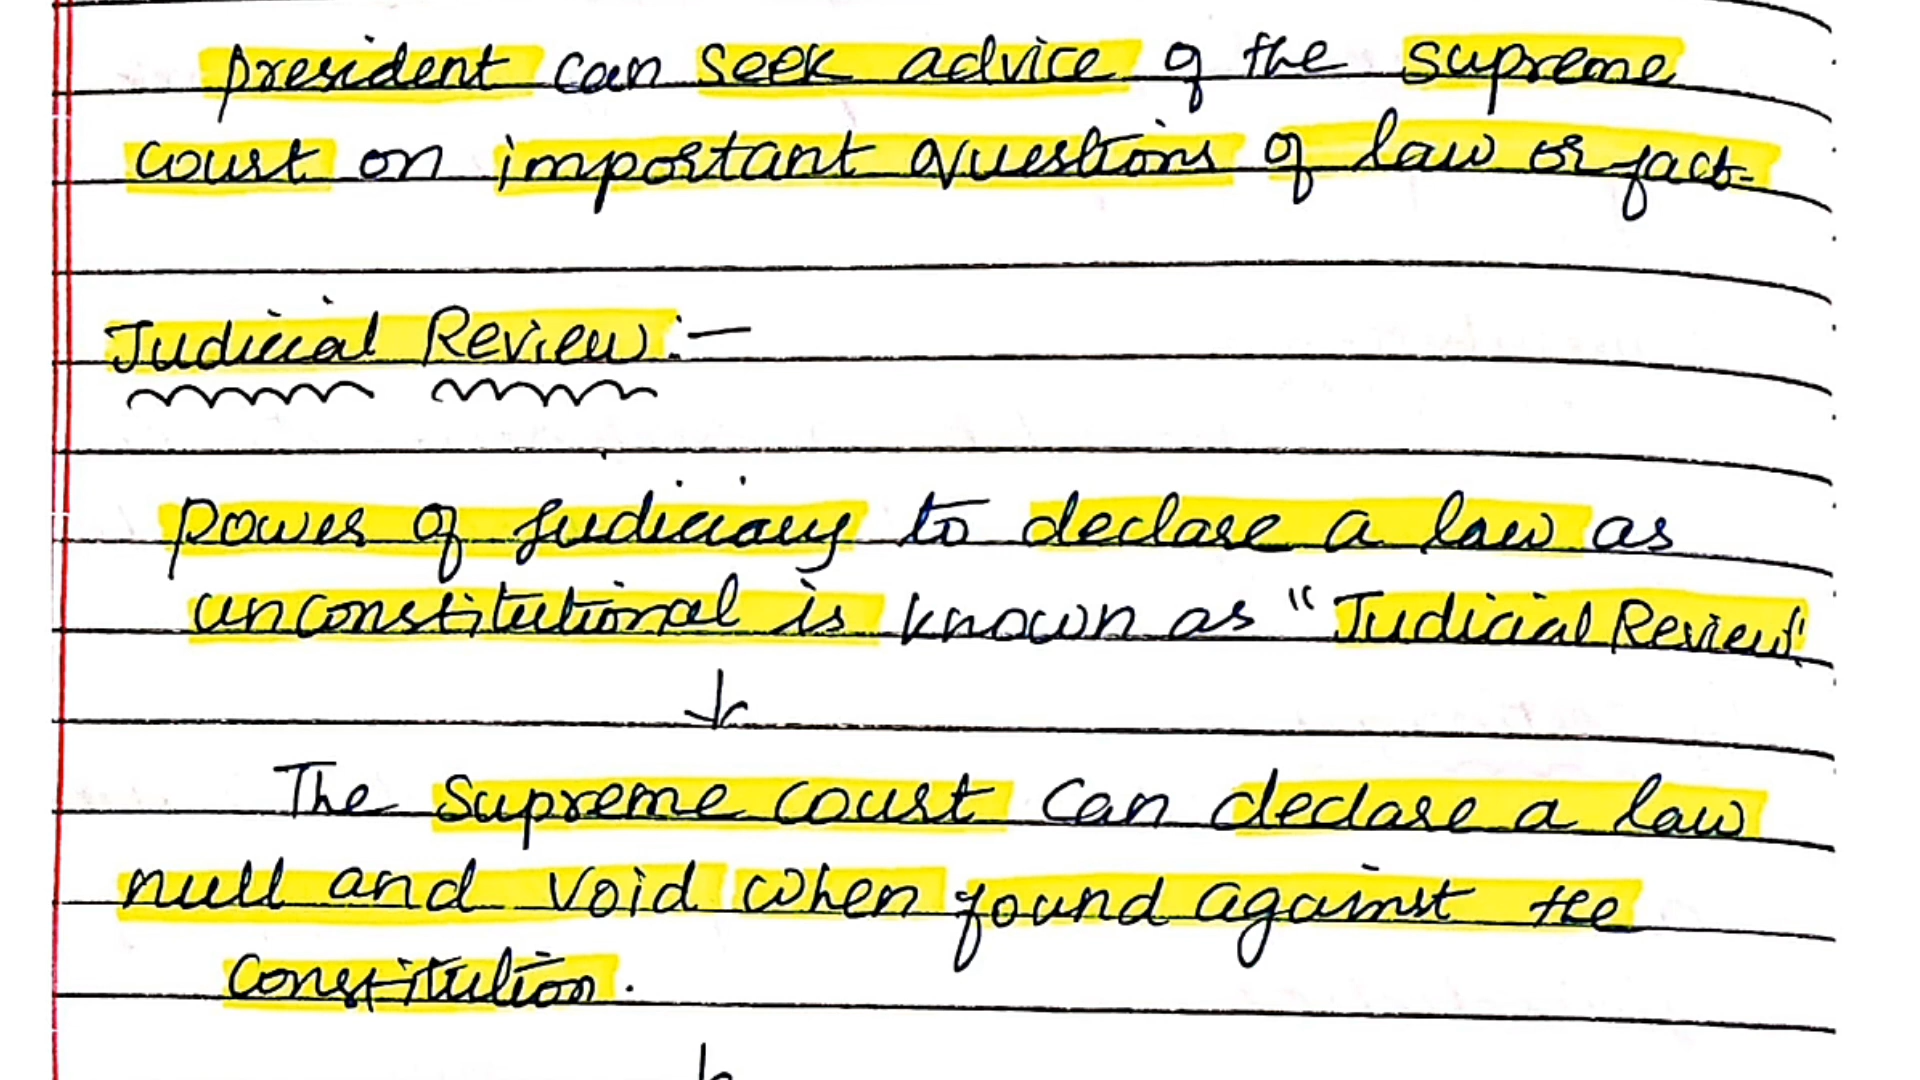 president can seek advice of the supreme
court on important questions of law or fact.
Judicial Review:-
power of judiciary to declare a law as
unconstitutional is known as "Judicial Review"
The supreme court can declare a law
null and void when found against the
Constitution.